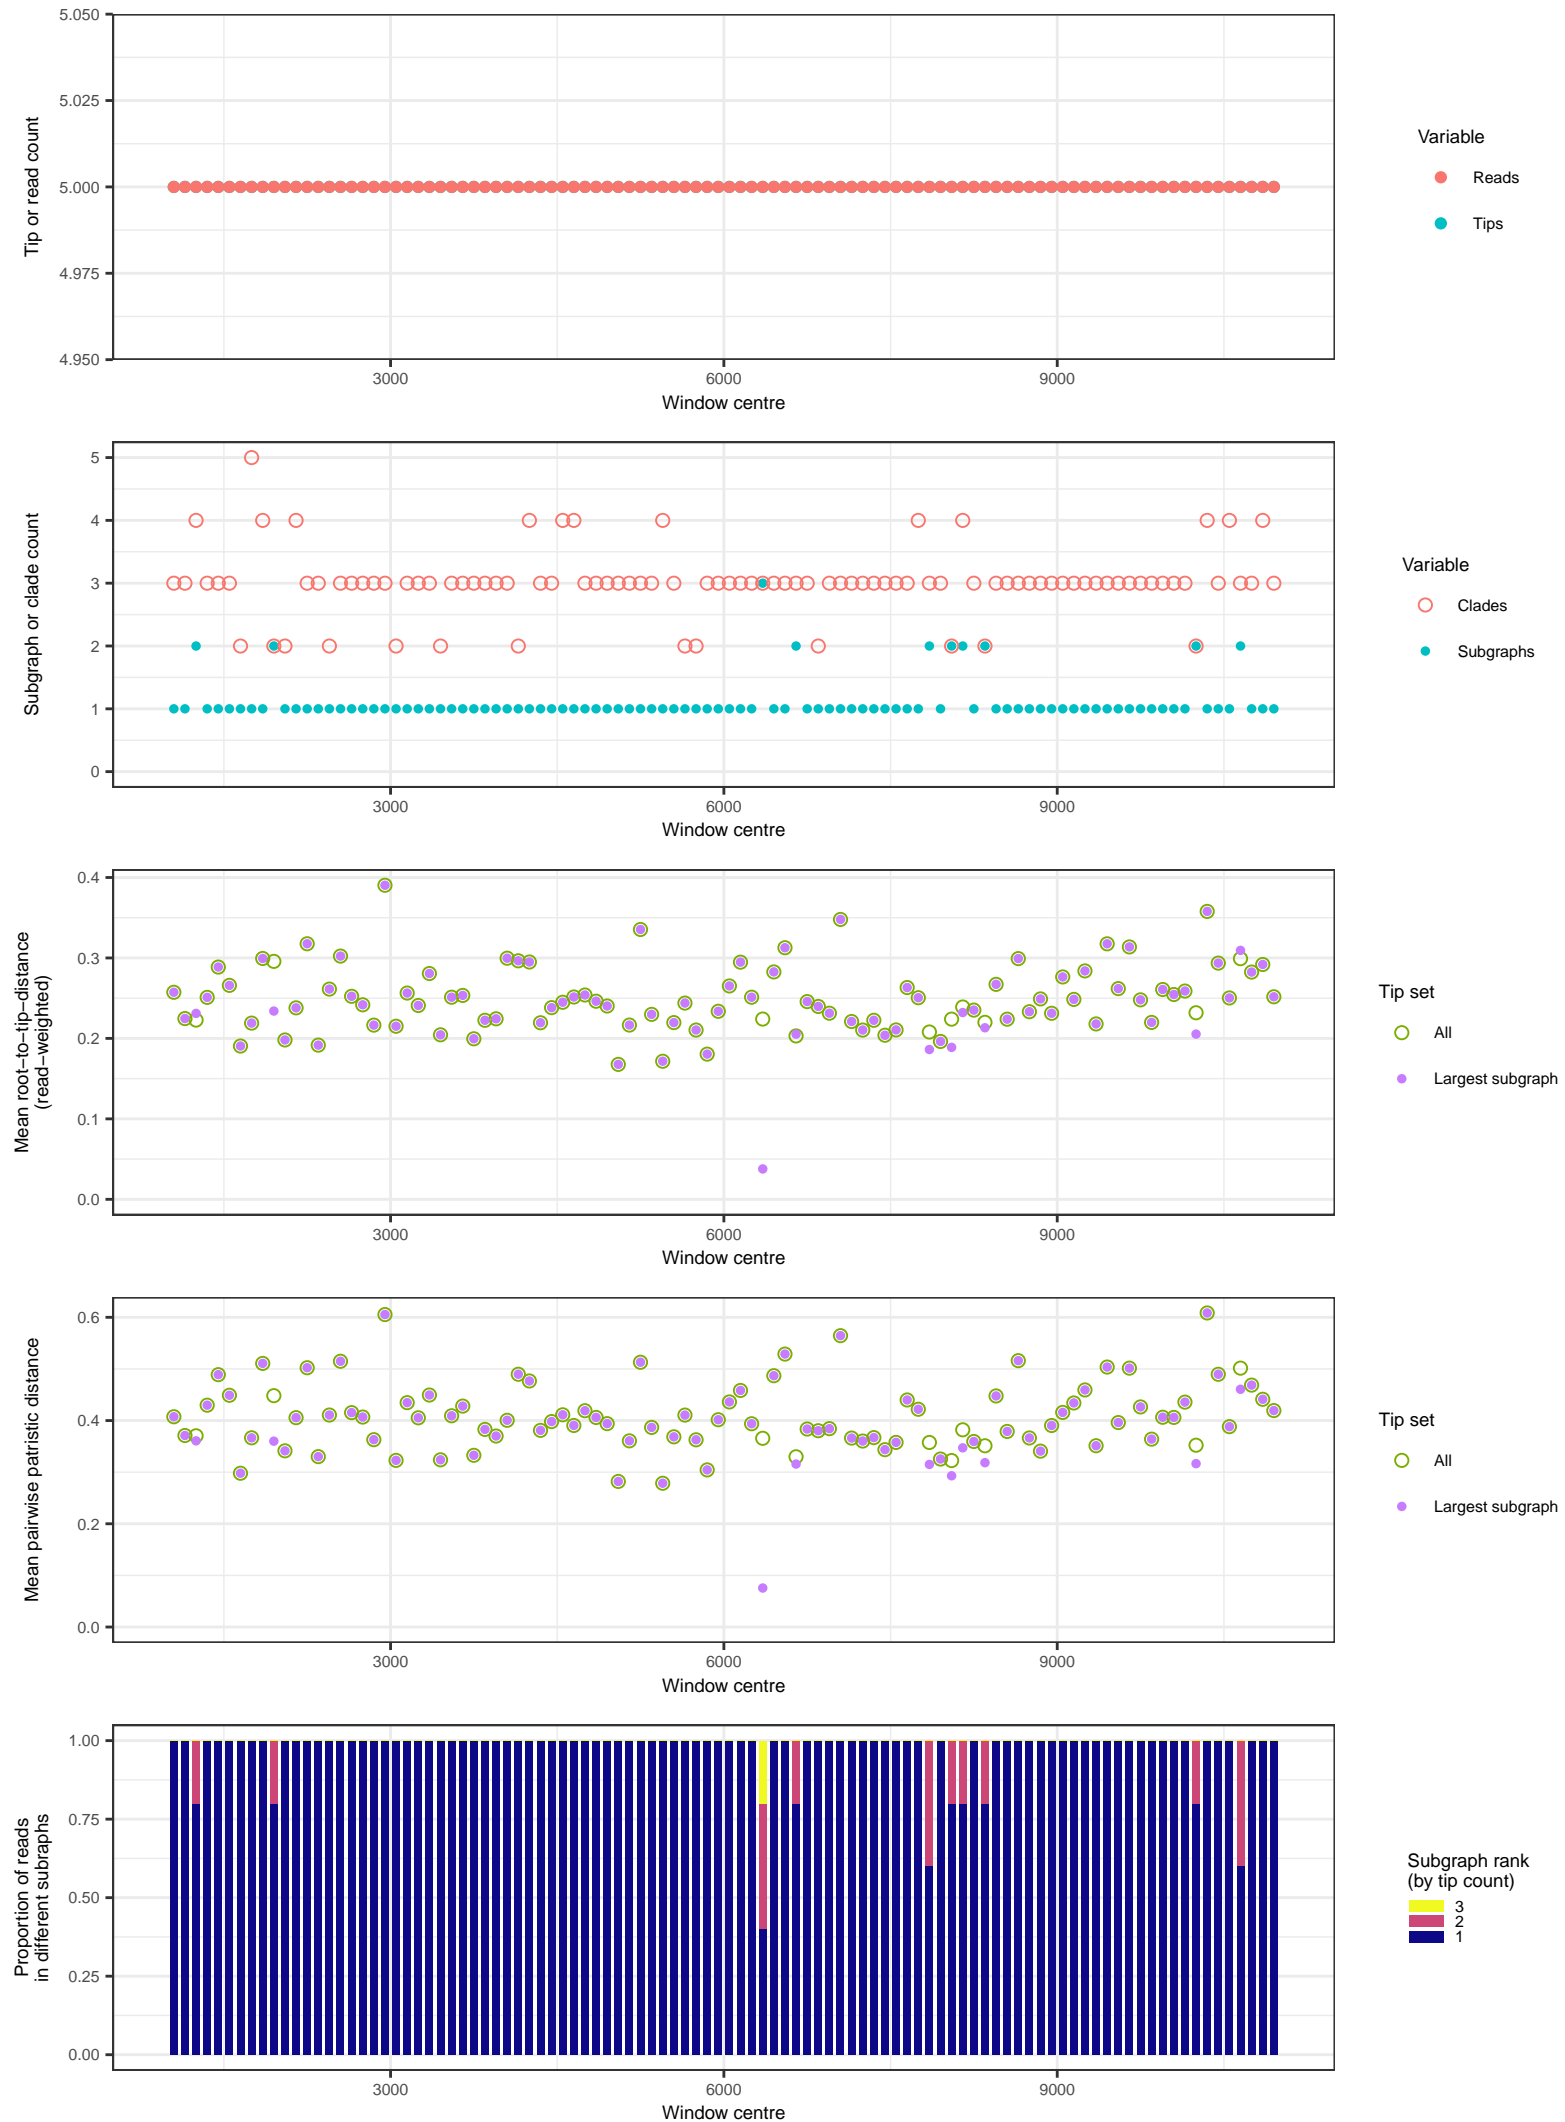 5.050
5.025
5.000
4.975
4.950
Tip or read count
3000 6000 9000
Window centre
Variable
Reads
Tips
5
4
3
2
1
0
Subgraph or clade count
3000 6000 9000
Window centre
Variable
Clades
Subgraphs
0.4
0.3
0.2
0.1
0.0
Mean root−to−tip−distance
(read−weighted)
3000 6000 9000
Window centre
Tip set
All
Largest subgraph
0.6
0.4
0.2
0.0
Mean pairwise patristic distance
3000 6000 9000
Window centre
Tip set
All
Largest subgraph
1.00
0.75
0.50
0.25
0.00
Proportion of reads
in different subraphs
3000 6000 9000
Window centre
Subgraph rank
(by tip count)
3
2
1